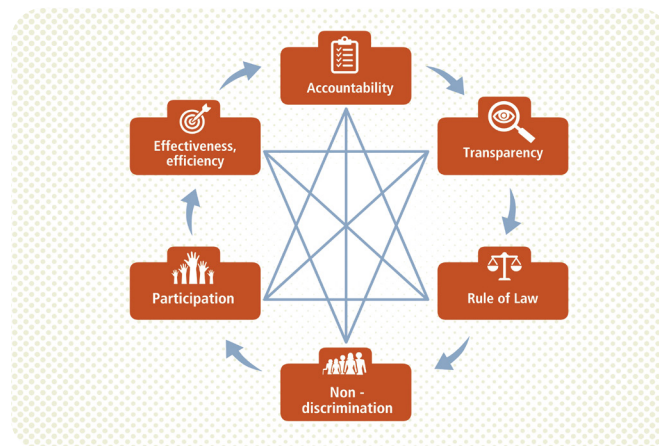 Accountability
Transparency
Rule of Law
Non -
discrimination
Participation
Effectiveness,
efficiency